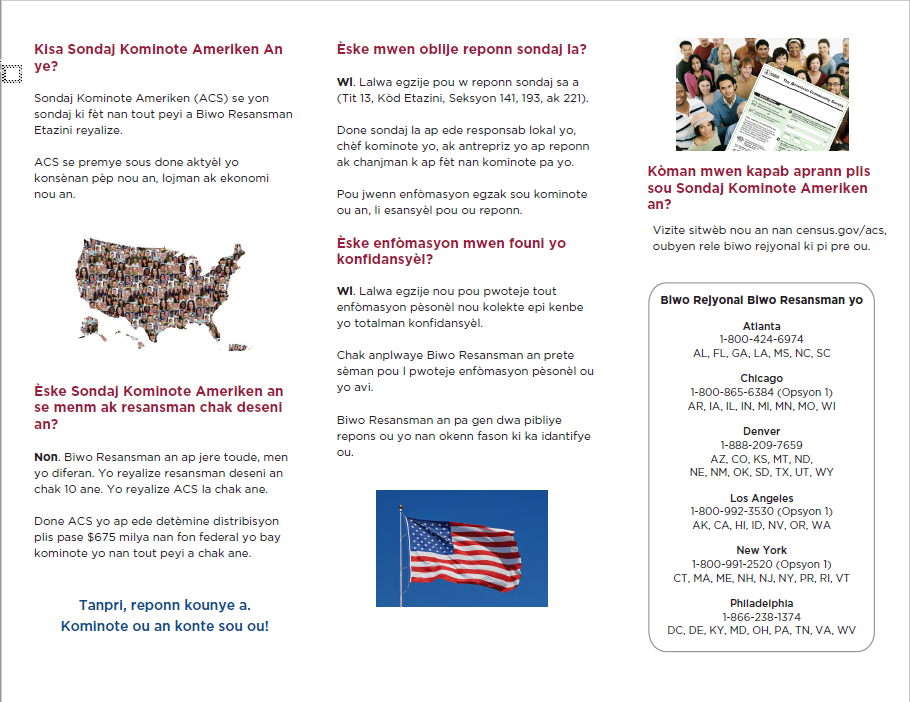 Kisa Sondaj Kominote Ameriken An
ye?
Sondaj Kominote Ameriken (ACS) se yon
sondaj ki fèt nan tout peyi a Biwo Resansman
Etazini reyalize.
ACS se premye sous done aktyèl yo
konsènan pèp nou an, lojman ak ekonomi
nou an.
Èske Sondaj Kominote Ameriken an
se menm ak resansman chak deseni
an?
Non. Biwo Resansman an ap jere toude, men
yo diferan. Yo reyalize resansman deseni an
chak 10 ane. Yo reyalize ACS la chak ane.
Done ACS yo ap ede detèmine distribisyon
plis pase $675 milya nan fon federal yo bay
kominote yo nan tout peyi a chak ane.
Tanpri, reponn kounye a.
Kominote ou an konte sou ou!
Èske mwen oblije reponn sondaj la?
WI. Lalwa egzije pou w reponn sondaj sa a
(Tit 13, Kòd Etazini, Seksyon 141, 193, ak 221).
Done sondaj la ap ede responsab lokal yo,
chèf kominote yo, ak antrepriz yo ap reponn
ak chanjman k ap fèt nan kominote pa yo.
Pou jwenn enfòmasyon egzak sou kominote
ou an, li esansyèl pou ou reponn.
Èske enfòmasyon mwen founi yo
konfidansyèl?
WI. Lalwa egzije nou pou pwoteje tout
enfòmasyon pèsonèl nou kolekte epi kenbe
yo totalman konfidansyèl.
Chak anplwaye Biwo Resansman an prete
sèman pou l pwoteje enfòmasyon pèsonèl ou
yo avi.
Biwo Resansman an pa gen dwa pibliye
repons ou yo nan okenn fason ki ka idantifye
ou.
The American Community Survey
Kòman mwen kapab aprann plis
sou Sondaj Kominote Ameriken
an?
Vizite sitwèb nou an nan census.gov/acs,
oubyen rele biwo rejyonal ki pi pre ou.
Biwo Rejyonal Biwo Resansman yo
Atlanta
1-800-424-6974
AL, FL, GA, LA, MS, NC, SC
Chicago
1-800-865-6384 (Opsyon 1)
AR, IA, IL, IN, MI, MN, MO, WI
Denver
1-888-209-7659
AZ, CO, KS, MT, ND,
NE, NM, OK, SD, TX, UT, WY
Los Angeles
1-800-992-3530 (Opsyon 1)
AK, CA, HI, ID, NV, OR, WA
New York
1-800-991-2520 (Opsyon 1)
CT, MA, ME, NH, NJ, NY, PR, RI, VT
Philadelphia
1-866-238-1374
DC, DE, KY, MD, OH, PA, TN, VA, WV